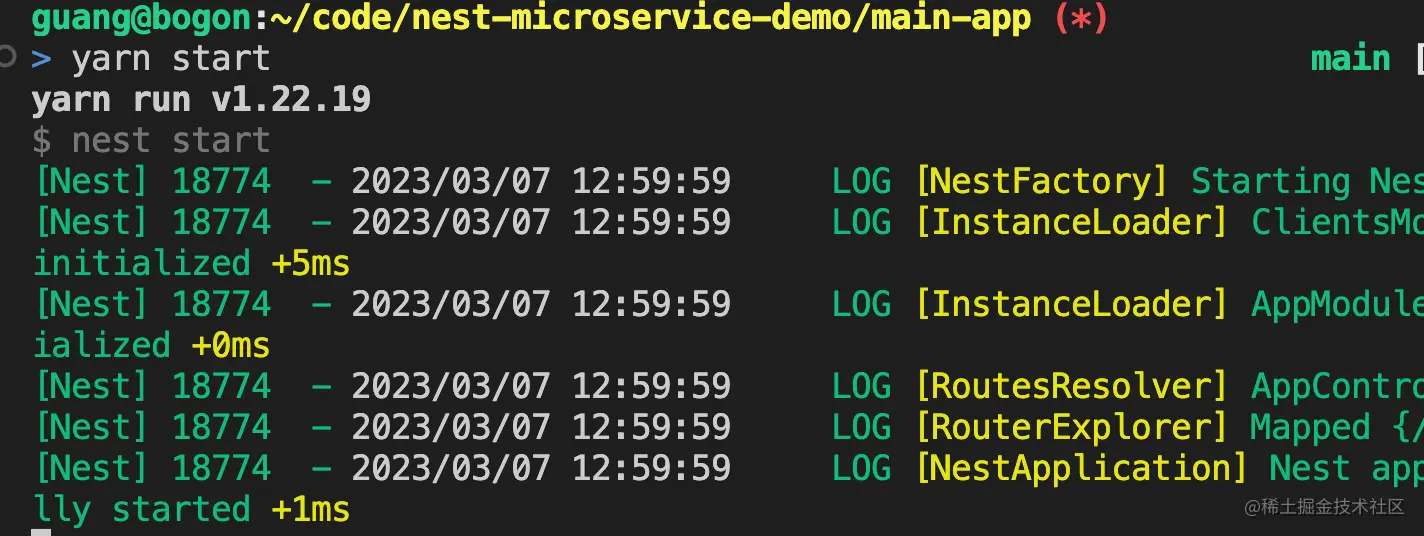 guang@bogon:~/code/nest-microservice-demo/main-app (*)
> yarn start main [
yarn run v1.22.19
$ nest start
[Nest] 18774 - 2023/03/07 12:59:59 LOG [NestFactory] Starting Nes
[Nest] 18774 - 2023/03/07 12:59:59 LOG [InstanceLoader] ClientsMo
initialized +5ms
[Nest] 18774 - 2023/03/07 12:59:59 LOG [InstanceLoader] AppModule
ialized +0ms
[Nest] 18774 - 2023/03/07 12:59:59 LOG [RoutesResolver] AppContro
[Nest] 18774 - 2023/03/07 12:59:59 LOG [RouterExplorer] Mapped {/
[Nest] 18774 - 2023/03/07 12:59:59 LOG [NestApplication] Nest app
lly started +1ms
@稀土掘金技术社区